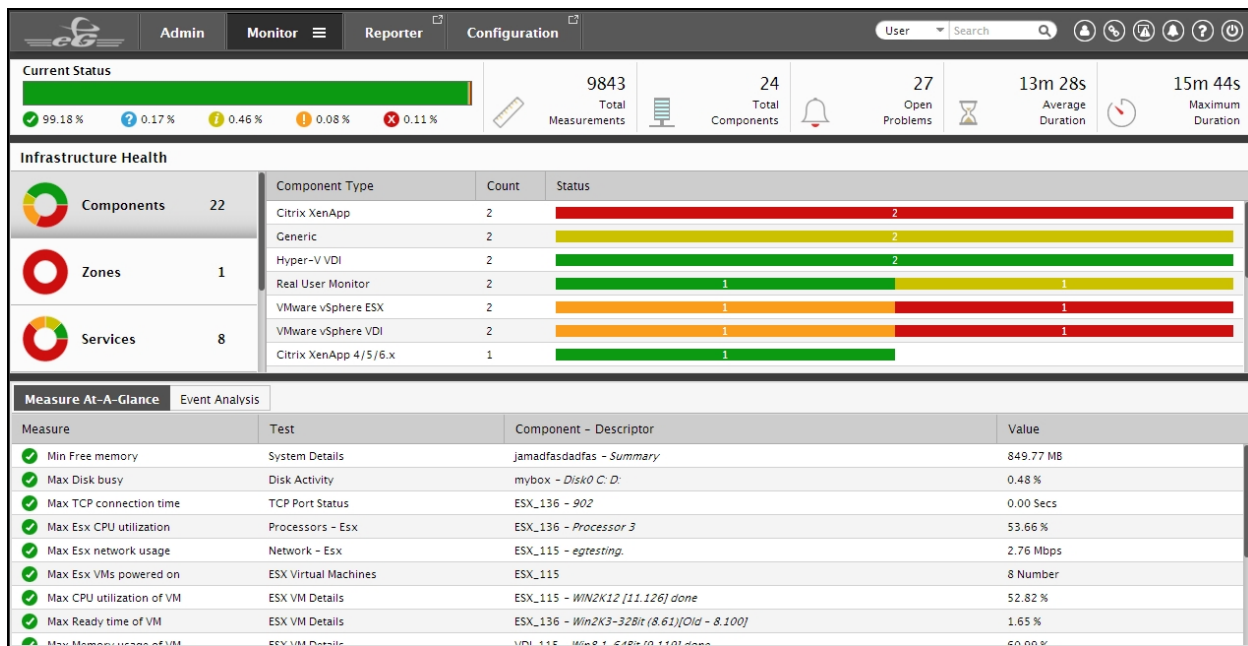 eG Admin Monitor Reporter Configuration User Search
Current Status
99.18 % 0.17 % 0.46 % 0.08 % 0.11 %
9843 Total Measurements
24 Total Components
27 Open Problems
13m 28s Average Duration
15m 44s Maximum Duration
Infrastructure Health
Components 22
Zones 1
Services 8
Component Type Count Status
Citrix XenApp 2 2
Generic 2 2
Hyper-V VDI 2 2
Real User Monitor 2 1 1
VMware vSphere ESX 2 1 1
VMware vSphere VDI 2 1 1
Citrix XenApp 4/5/6.x 1 1
Measure At-A-Glance Event Analysis
Measure Test Component - Descriptor Value
Min Free memory System Details jamadfasdadfas - Summary 849.77 MB
Max Disk busy Disk Activity mybox - Disk0 C: D: 0.48 %
Max TCP connection time TCP Port Status ESX_136 - 902 0.00 Secs
Max Esx CPU utilization Processors - Esx ESX_136 - Processor 3 53.66 %
Max Esx network usage Network - Esx ESX_115 - egtesting. 2.76 Mbps
Max Esx VMs powered on ESX Virtual Machines ESX_115 8 Number
Max CPU utilization of VM ESX VM Details ESX_115 - WIN2K12 [11.126] done 52.82 %
Max Ready time of VM ESX VM Details ESX_136 - Win2K3-32Bit (8.61)[Old - 8.100] 1.65 %
Max Memory usage of VM ESX VM Details